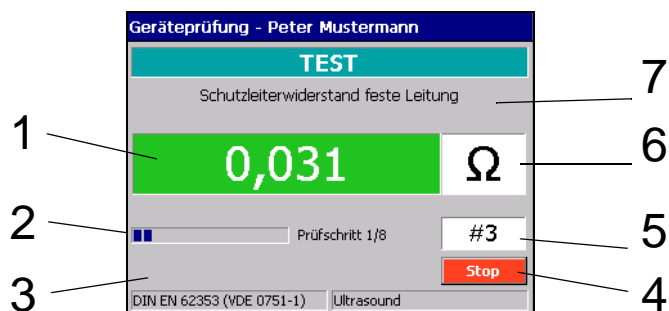 Geräteprüfung - Peter Mustermann
TEST
Schutzleiterwiderstand feste Leitung
7
1
0,031 Ω
6
2
Prüfschritt 1/8
#3
5
3
Stop
4
DIN EN 62353 (VDE 0751-1) Ultrasound